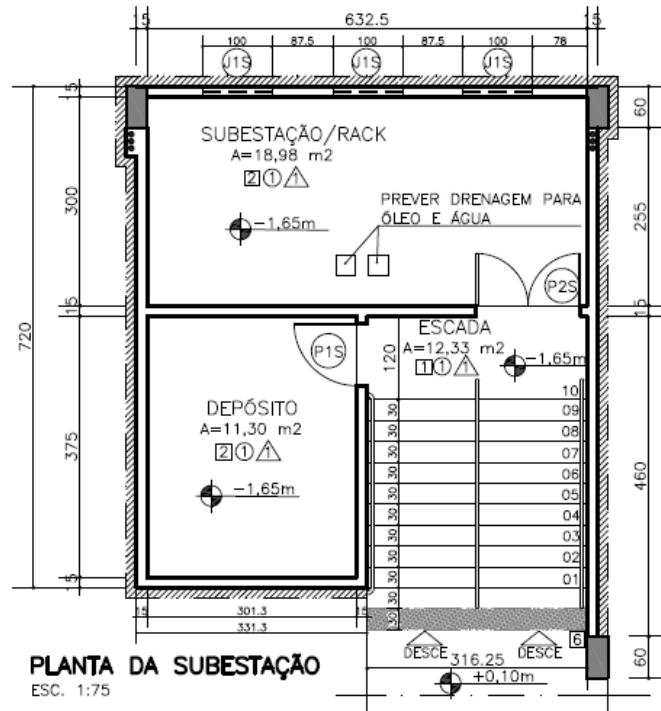 15 632.5 15
100 87.5 100 87.5 100 78
J1S J1S J1S
15 60
SUBESTAÇÃO/RACK
A=18,98 m2
2 1 1
PREVER DRENAGEM PARA
ÓLEO E ÁGUA
-1,65m
300 255
P2S
15 15
720
ESCADA
A=12,33 m2
1 1 1
-1,65m
P1S
120
DEPÓSITO
A=11,30 m2
2 1 1
-1,65m
375 460
10
30 09
30 08
30 07
30 06
30 05
30 04
30 03
30 02
30 01
30
15
15 301.3 15
331.3
6
DESCE DESCE
316.25
+0,10m
60
PLANTA DA SUBESTAÇÃO
ESC. 1:75